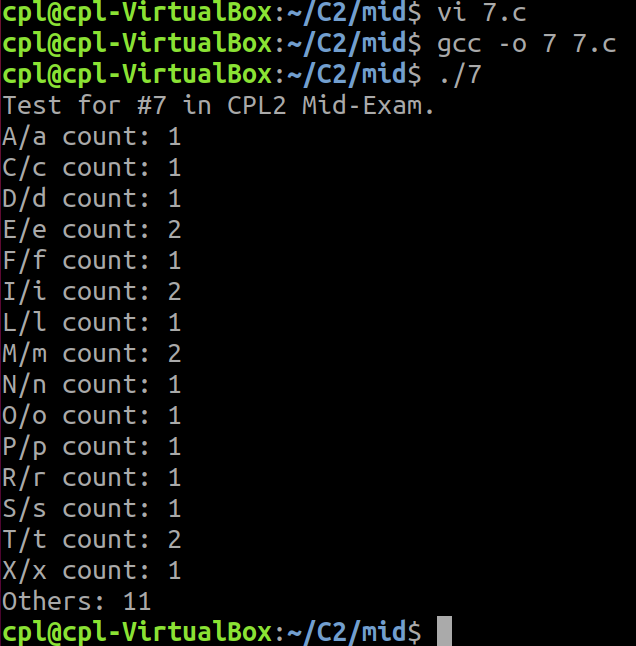 cpl@cpl-VirtualBox:~/C2/mid$ vi 7.c
cpl@cpl-VirtualBox:~/C2/mid$ gcc -o 7 7.c
cpl@cpl-VirtualBox:~/C2/mid$ ./7
Test for #7 in CPL2 Mid-Exam.
A/a count: 1
C/c count: 1
D/d count: 1
E/e count: 2
F/f count: 1
I/i count: 2
L/l count: 1
M/m count: 2
N/n count: 1
O/o count: 1
P/p count: 1
R/r count: 1
S/s count: 1
T/t count: 2
X/x count: 1
Others: 11
cpl@cpl-VirtualBox:~/C2/mid$